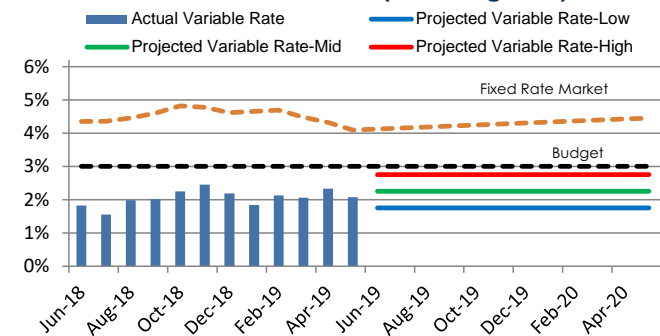 Actual Variable Rate
Projected Variable Rate-Low
Projected Variable Rate-Mid
Projected Variable Rate-High
6%
5%
4%
3%
2%
1%
0%
Fixed Rate Market
Budget
Jun-18
Aug-18
Oct-18
Dec-18
Feb-19
Apr-19
Jun-19
Aug-19
Oct-19
Dec-19
Feb-20
Apr-20